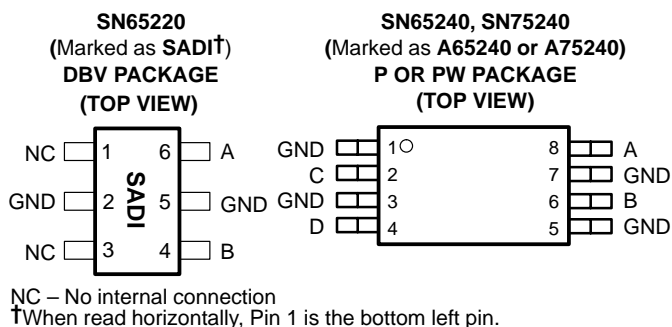 SN65220
(Marked as SADI†)
DBV PACKAGE
(TOP VIEW)
NC 1 6 A
GND 2 SADI 5 GND
NC 3 4 B
SN65240, SN75240
(Marked as A65240 or A75240)
P OR PW PACKAGE
(TOP VIEW)
GND 1 8 A
C 2 7 GND
GND 3 6 B
D 4 5 GND
NC – No internal connection
†When read horizontally, Pin 1 is the bottom left pin.